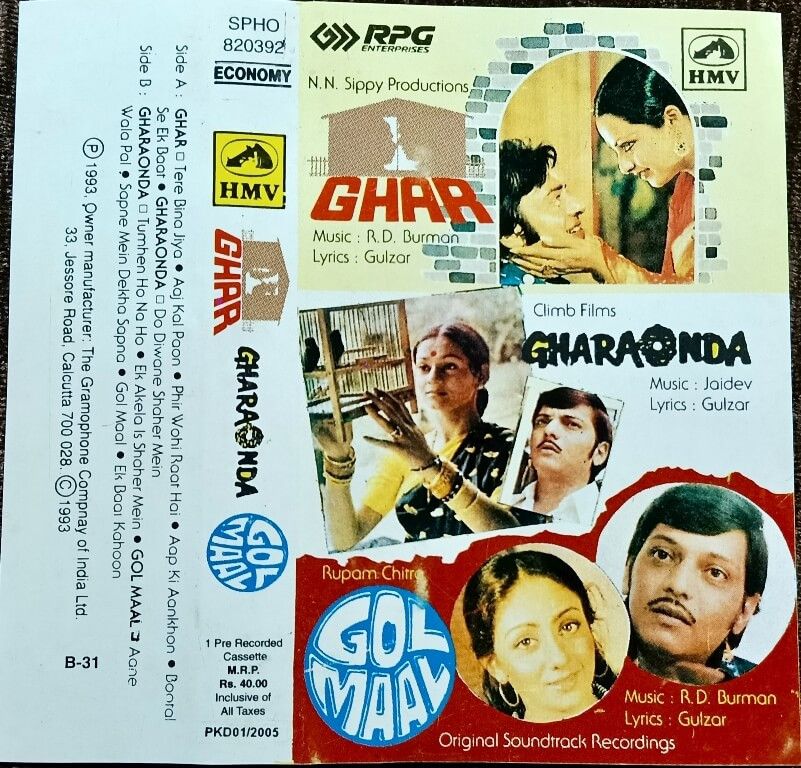 Side A : GHAR □ Tere Bina Jiya • Aaj Kal Paon • Phir Wahi Raat Hai • Aap Ki Aankhon •
Se Ek Baat • GHARAONDA □ Do Diwane Shaher Mein
Side B : GHARAONDA □ Tumhen Ho Na Ho • Ek Akela Is Shaher Mein • GOL MAAL Aane
Wala Pal • Sapne Mein Dekha Sapna • Gol Maal • Ek Baat Kahoon
Ⓟ 1993, Owner manufacturer: The Gramophone Compnay of India Ltd.
33, Jessore Road, Calcutta 700 028. © 1993
B-31
SPHO
820392
ECONOMY
HMV
GHAR
GHARAONDA
GOL
MAAL
1 Pre Recorded
Cassette
M.R.P.
Rs. 40.00
Inclusive of
All Taxes
PKD01/2005
RPG
ENTERPRISES
HMV
N.N. Sippy Productions
GHAR
Music : R.D. Burman
Lyrics : Gulzar
Climb Films
GHARAONDA
Music : Jaidev
Lyrics : Gulzar
Rupam Chitra
GOL
MAAL
Music : R.D. Burman
Lyrics : Gulzar
Original Soundtrack Recordings